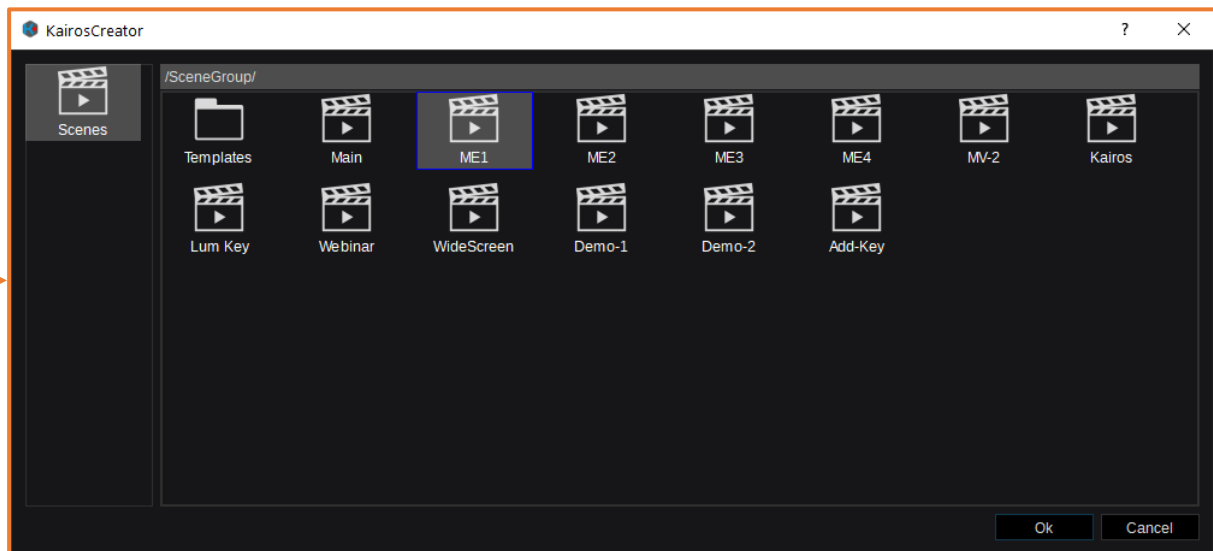 KairosCreator ?
Scenes
/SceneGroup/
Templates Main ME1 ME2 ME3 ME4 MV-2 Kairos
Lum Key Webinar WideScreen Demo-1 Demo-2 Add-Key
Ok Cancel